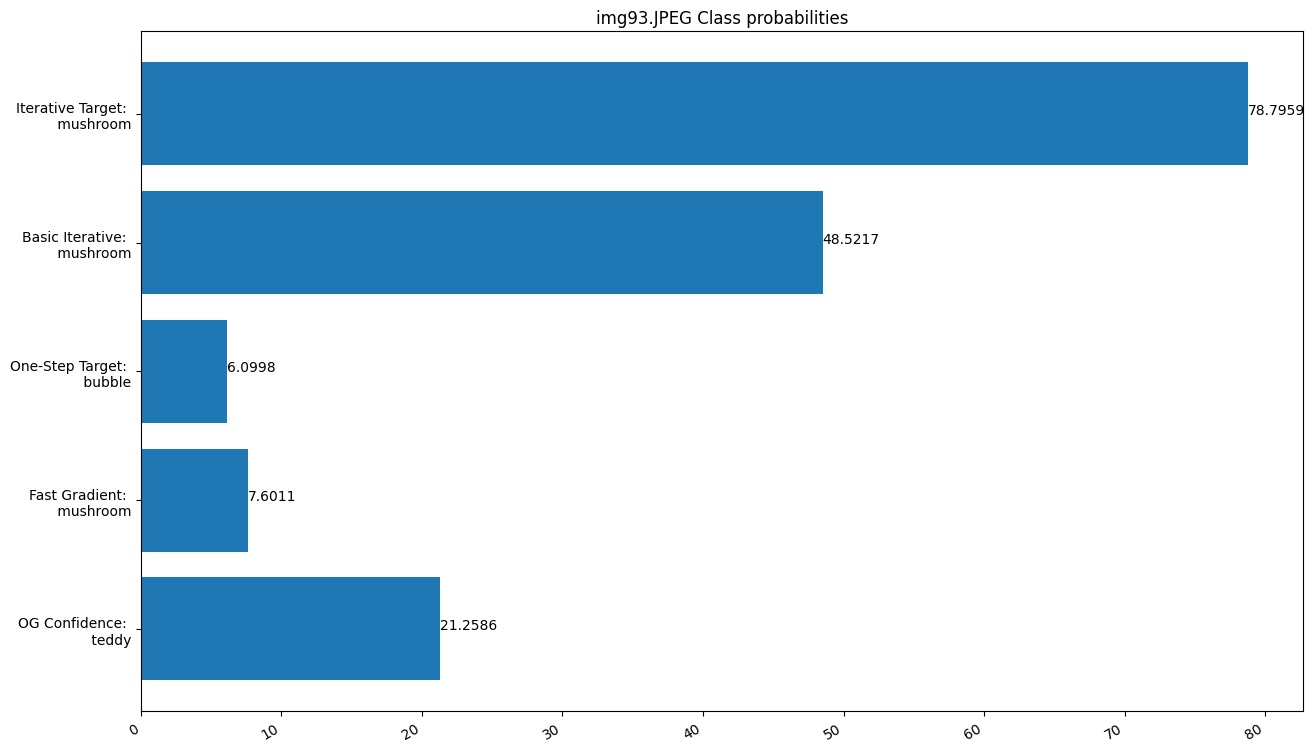 img93.JPEG Class probabilities
Iterative Target:
mushroom
78.7959
Basic Iterative:
mushroom
48.5217
One-Step Target:
bubble
6.0998
Fast Gradient:
mushroom
7.6011
OG Confidence:
teddy
21.2586
0
10
20
30
40
50
60
70
80